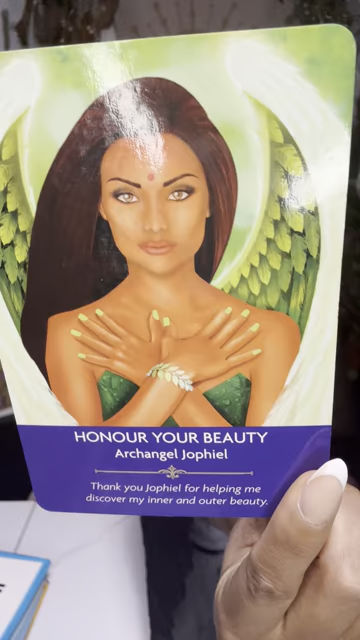 HONOUR YOUR BEAUTY
Archangel Jophiel
Thank you Jophiel for helping me
discover my inner and outer beauty.